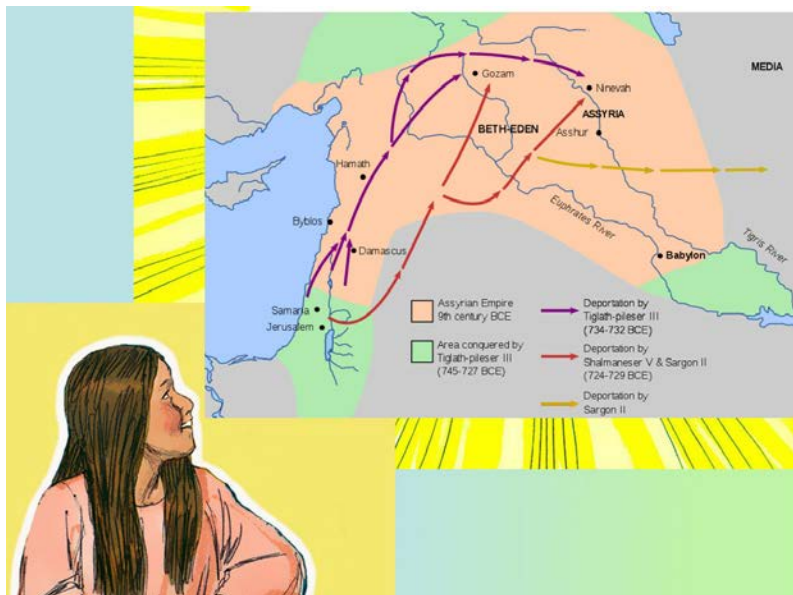 MEDIA
Gozam
Ninevah
ASSYRIA
BETH-EDEN
Asshur
Hamath
Euphrates River
Byblos
Tigris River
Damascus
Babylon
Samaria
Jerusalem
Assyrian Empire
9th century BCE
Area conquered by
Tiglath-pileser III
(745-727 BCE)
Deportation by
Tiglath-pileser III
(734-732 BCE)
Deportation by
Shalmaneser V & Sargon II
(724-729 BCE)
Deportation by
Sargon II